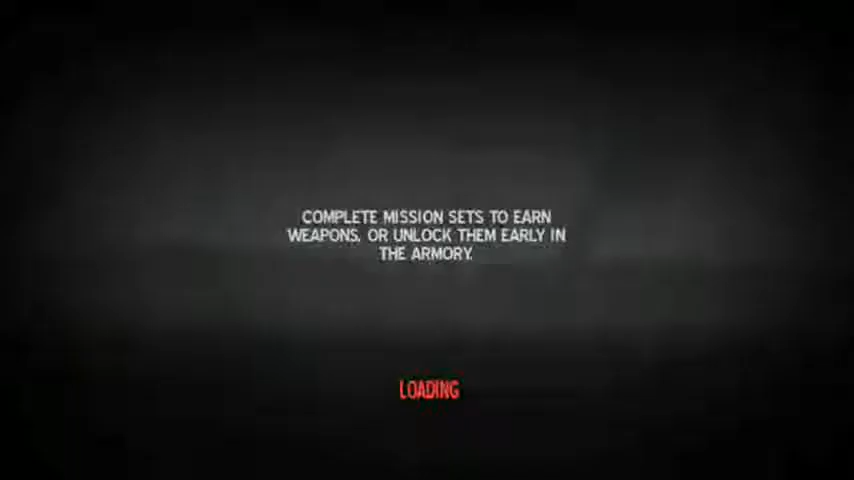 COMPLETE MISSION SETS TO EARN
WEAPONS, OR UNLOCK THEM EARLY IN
THE ARMORY.
LOADING